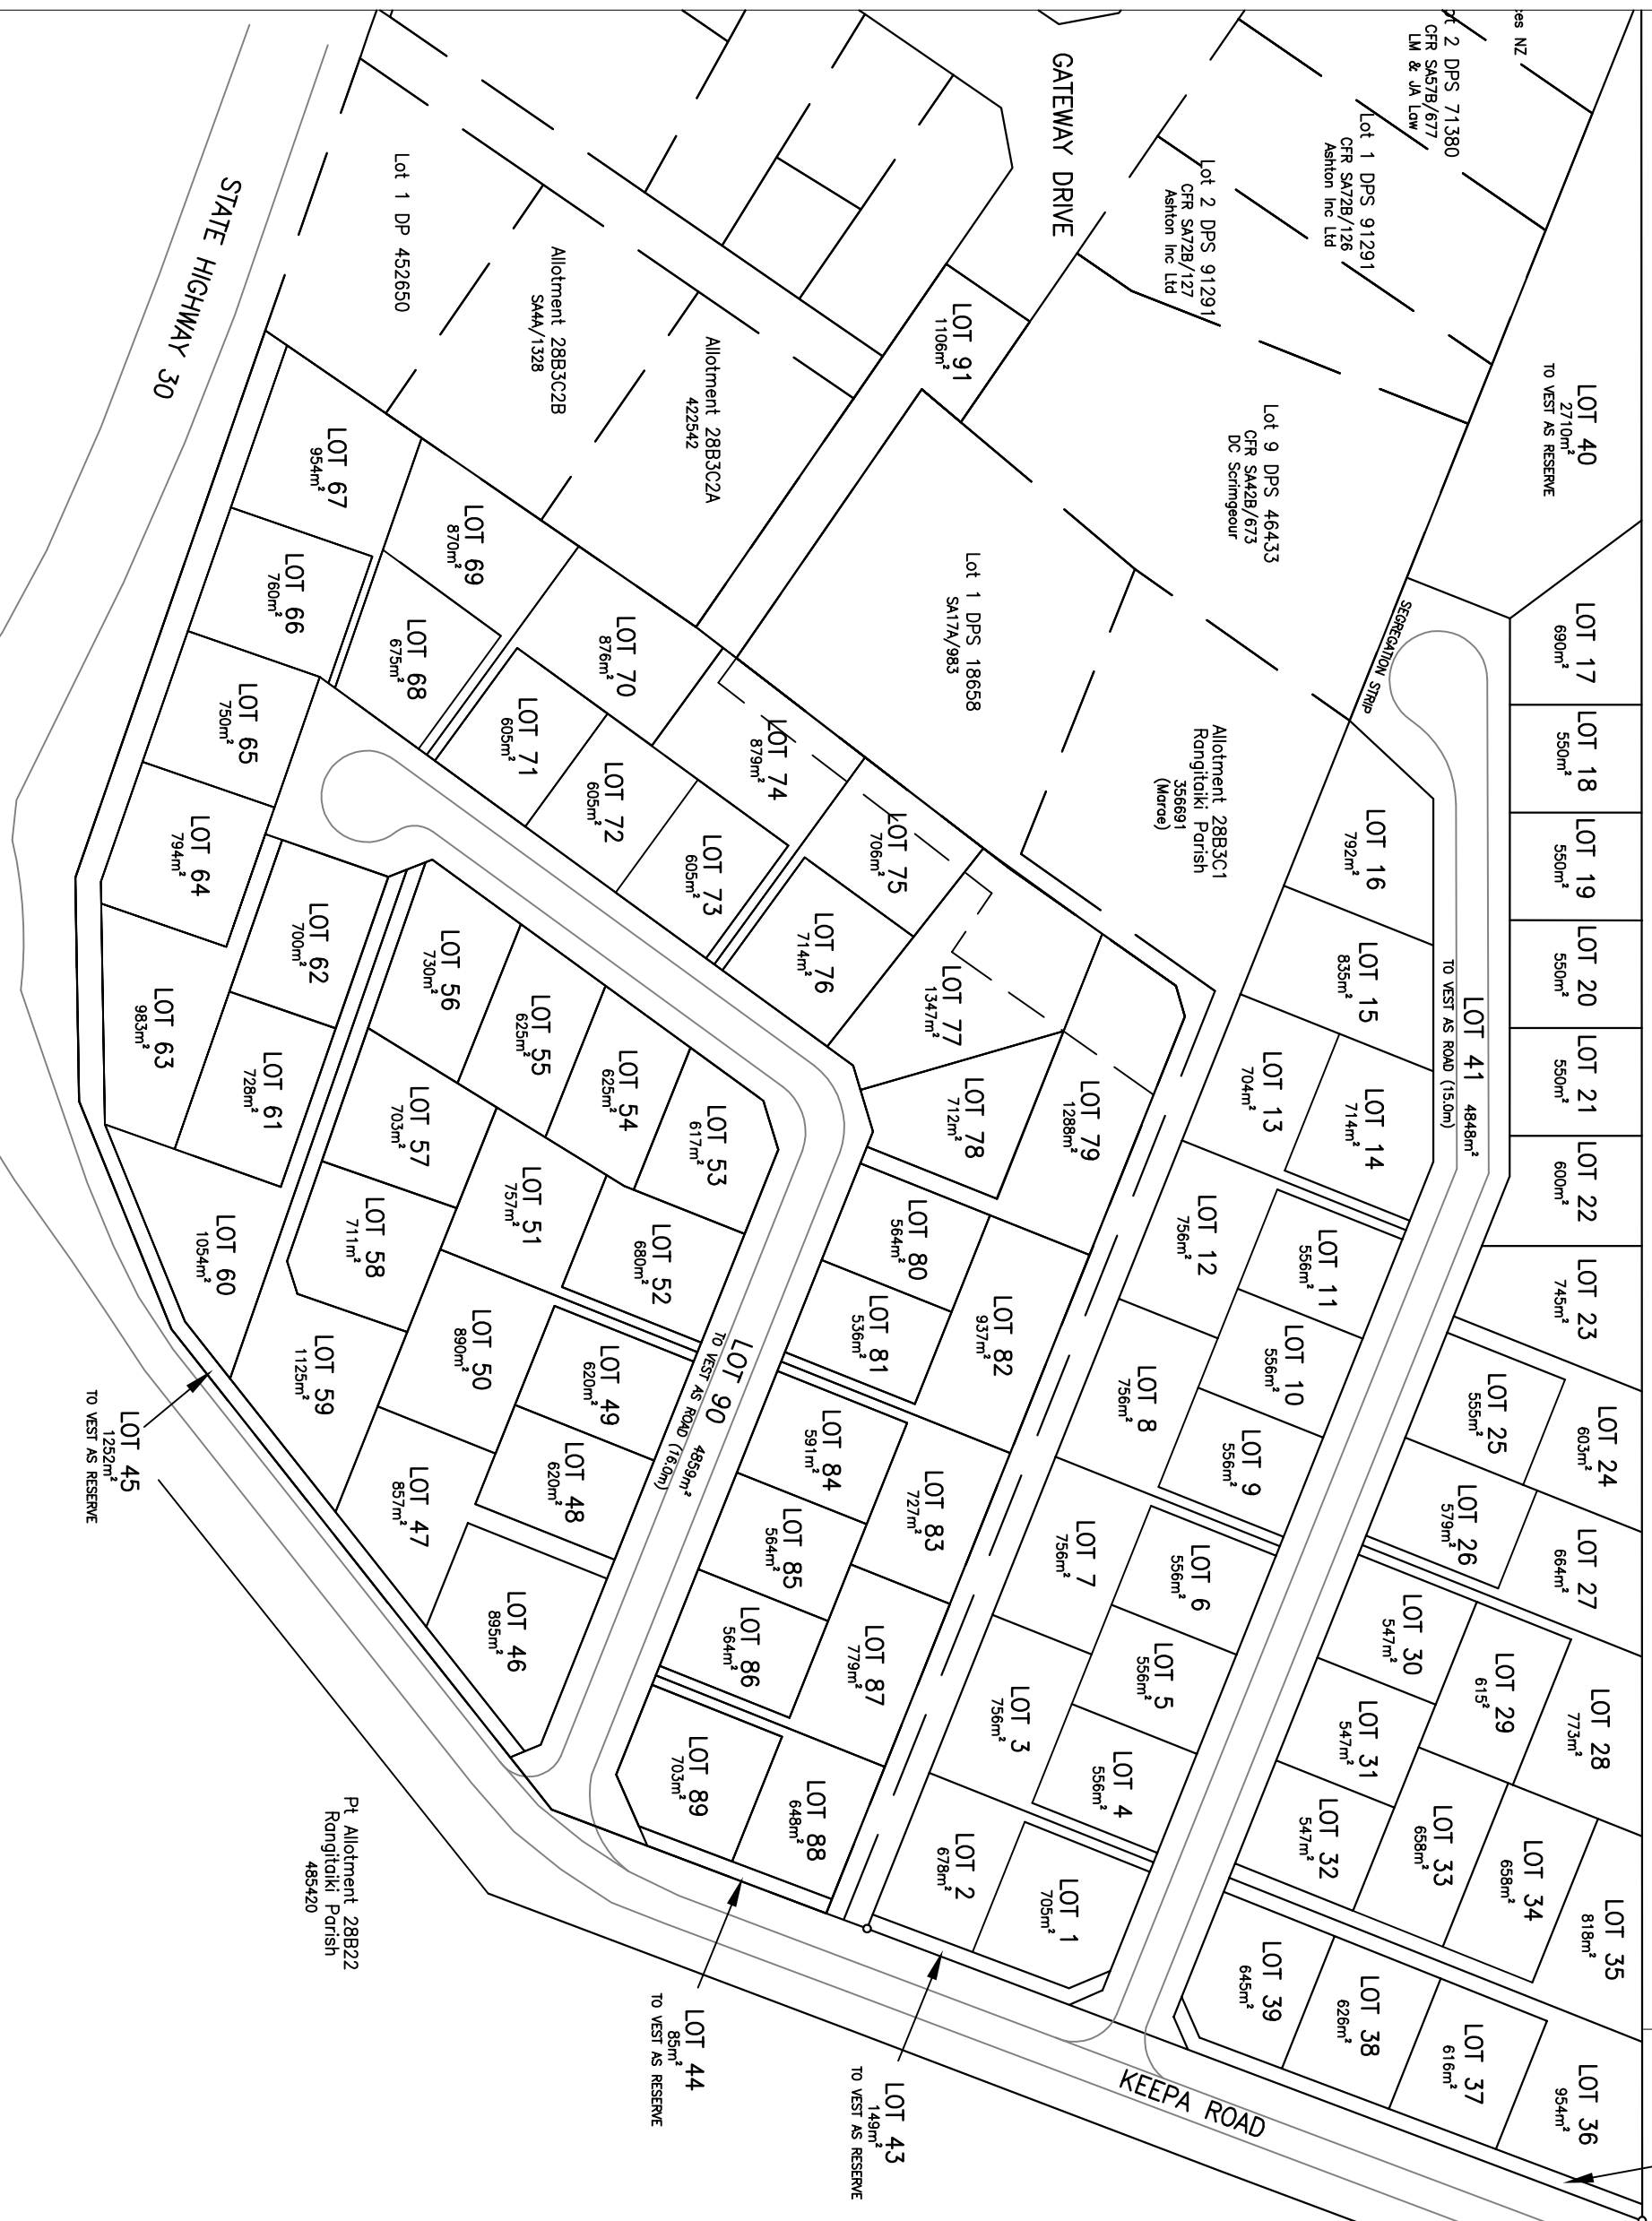 ces NZ
ot 2 DPS 71380
CFR SA57B/677
LM & JA Law
Lot 1 DPS 91291
CFR SA72B/126
Ashton Inc Ltd
Lot 2 DPS 91291
CFR SA72B/127
Ashton Inc Ltd
GATEWAY DRIVE
Lot 1 DP 452650
STATE HIGHWAY 30
Allotment 28B3C2B
SA4A/1328
Allotment 28B3C2A
422542
LOT 91
1106m²
Lot 9 DPS 46433
CFR SA42B/673
DC Scrimgeour
LOT 40
2710m²
TO VEST AS RESERVE
Lot 1 DPS 18658
SA17A/983
Allotment 28B3C1
Rangitaiki Parish
356691
(Marae)
SEGREGATION STRIP
LOT 17
690m²
LOT 18
550m²
LOT 19
550m²
LOT 20
550m²
LOT 21
550m²
LOT 22
600m²
LOT 23
745m²
LOT 24
603m²
LOT 25
555m²
LOT 26
579m²
LOT 27
664m²
LOT 28
773m²
LOT 29
615²
LOT 30
547m²
LOT 31
547m²
LOT 32
547m²
LOT 33
658m²
LOT 34
658m²
LOT 35
818m²
LOT 36
954m²
LOT 37
616m²
LOT 38
626m²
LOT 39
645m²
LOT 41 4848m²
TO VEST AS ROAD (15.0m)
LOT 16
792m²
LOT 15
835m²
LOT 14
714m²
LOT 13
704m²
LOT 12
756m²
LOT 11
556m²
LOT 10
556m²
LOT 9
556m²
LOT 8
756m²
LOT 7
756m²
LOT 6
556m²
LOT 5
556m²
LOT 4
556m²
LOT 3
756m²
LOT 2
678m²
LOT 1
705m²
LOT 67
954m²
LOT 66
760m²
LOT 65
750m²
LOT 64
794m²
LOT 63
983m²
LOT 62
700m²
LOT 61
728m²
LOT 60
1054m²
LOT 69
870m²
LOT 68
675m²
LOT 70
876m²
LOT 71
605m²
LOT 72
605m²
LOT 73
605m²
LOT 74
879m²
LOT 75
706m²
LOT 76
714m²
LOT 77
1347m²
LOT 78
712m²
LOT 79
1288m²
LOT 80
564m²
LOT 81
536m²
LOT 82
937m²
LOT 83
727m²
LOT 84
591m²
LOT 85
564m²
LOT 86
564m²
LOT 87
779m²
LOT 88
648m²
LOT 89
703m²
LOT 90 4859m²
TO VEST AS ROAD (16.0m)
LOT 56
730m²
LOT 55
625m²
LOT 54
625m²
LOT 53
617m²
LOT 52
680m²
LOT 51
757m²
LOT 57
703m²
LOT 58
711m²
LOT 59
1125m²
LOT 50
890m²
LOT 49
620m²
LOT 48
620m²
LOT 47
857m²
LOT 46
895m²
LOT 45
1252m²
TO VEST AS RESERVE
LOT 44
85m²
TO VEST AS RESERVE
LOT 43
149m²
TO VEST AS RESERVE
KEEPA ROAD
Pt Allotment 28B22
Rangitaiki Parish
485420